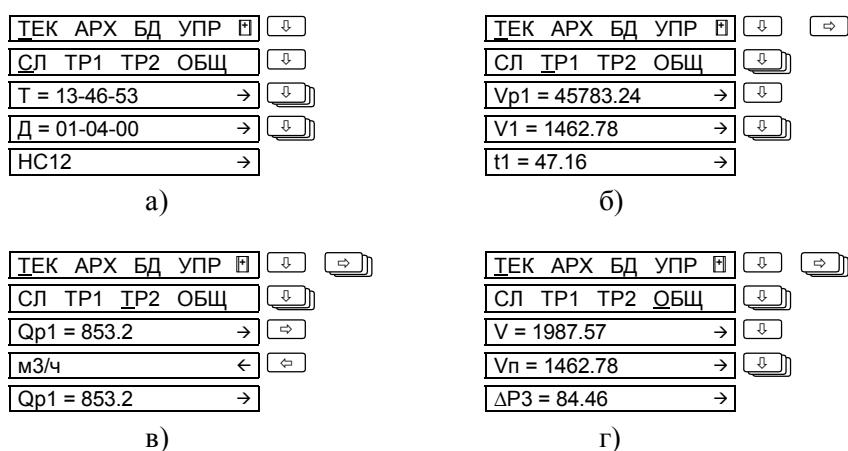 ТЕК АРХ БД УПР
СЛ ТР1 ТР2 ОБЩ
Т = 13-46-53 →
Д = 01-04-00 →
НС12 →
а)
ТЕК АРХ БД УПР
СЛ ТР1 ТР2 ОБЩ
Vр1 = 45783.24 →
V1 = 1462.78 →
t1 = 47.16 →
б)
ТЕК АРХ БД УПР
СЛ ТР1 ТР2 ОБЩ
Qр1 = 853.2 →
м3/ч ←
Qр1 = 853.2 →
в)
ТЕК АРХ БД УПР
СЛ ТР1 ТР2 ОБЩ
V = 1987.57 →
Vп = 1462.78 →
∆P3 = 84.46 →
г)